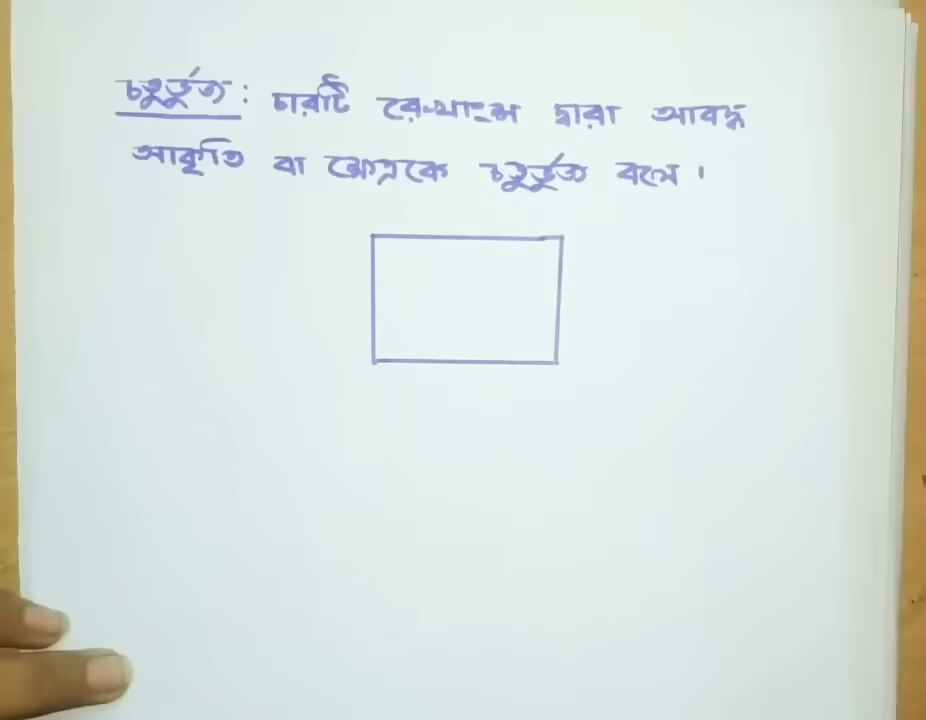 চতুর্ভুজ : চারটি রেখাংশ দ্বারা আবদ্ধ
আকৃতি বা ক্ষেত্রকে চতুর্ভুজ বলে ।